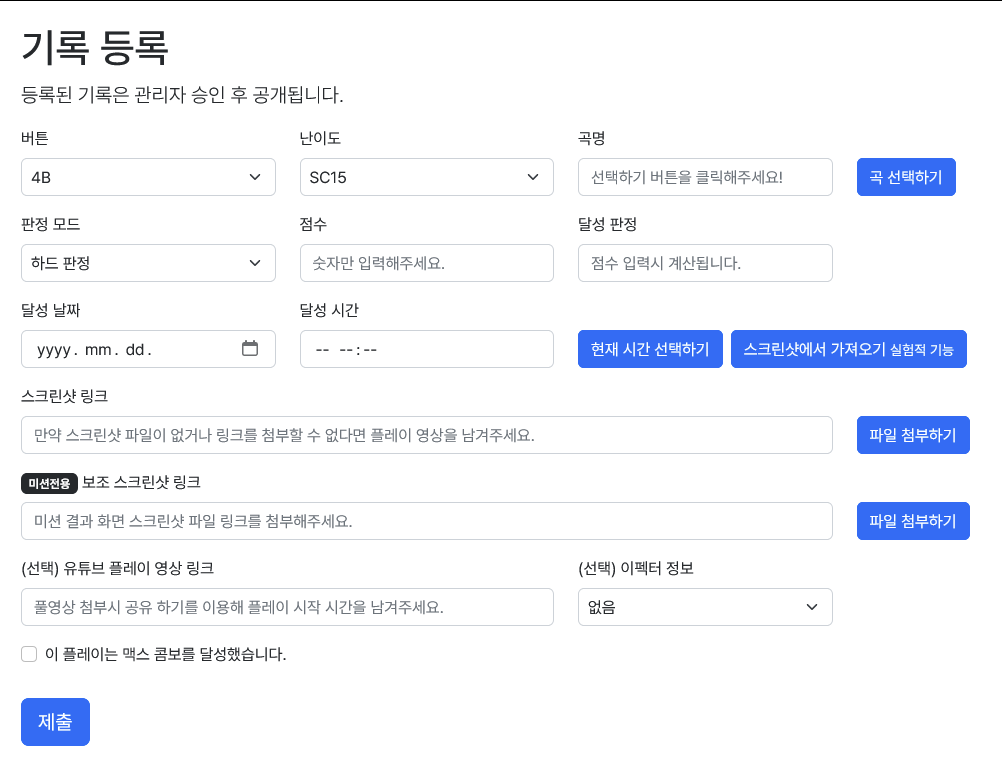 기록 등록
등록된 기록은 관리자 승인 후 공개됩니다.
버튼 난이도 곡명
4B SC15 선택하기 버튼을 클릭해주세요! 곡 선택하기
판정 모드 점수 달성 판정
하드 판정 숫자만 입력해주세요. 점수 입력시 계산됩니다.
달성 날짜 달성 시간
yyyy. mm. dd. -- --:-- 현재 시간 선택하기 스크린샷에서 가져오기 실험적 기능
스크린샷 링크
만약 스크린샷 파일이 없거나 링크를 첨부할 수 없다면 플레이 영상을 남겨주세요. 파일 첨부하기
미션전용 보조 스크린샷 링크
미션 결과 화면 스크린샷 파일 링크를 첨부해주세요. 파일 첨부하기
(선택) 유튜브 플레이 영상 링크 (선택) 이펙터 정보
풀영상 첨부시 공유 하기를 이용해 플레이 시작 시간을 남겨주세요. 없음
이 플레이는 맥스 콤보를 달성했습니다.
제출